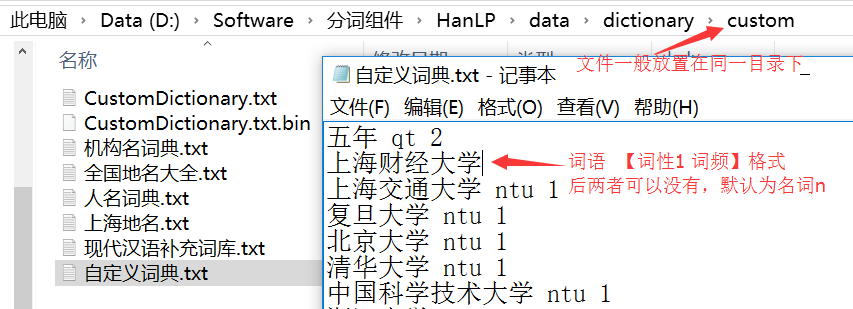 此电脑 > Data (D:) > Software > 分词组件 > HanLP > data > dictionary > custom
文件一般放置在同一目录下
名称
自定义词典.txt - 记事本
CustomDictionary.txt
CustomDictionary.txt.bin
机构名词典.txt
全国地名大全.txt
人名词典.txt
上海地名.txt
现代汉语补充词库.txt
自定义词典.txt
文件(F) 编辑(E) 格式(O) 查看(V) 帮助(H)
五年 qt 2
上海财经大学
上海交通大学 ntu 1
复旦大学 ntu 1
北京大学 ntu 1
清华大学 ntu 1
中国科学技术大学 ntu 1
词语 【词性1 词频】格式
后两者可以没有，默认为名词n